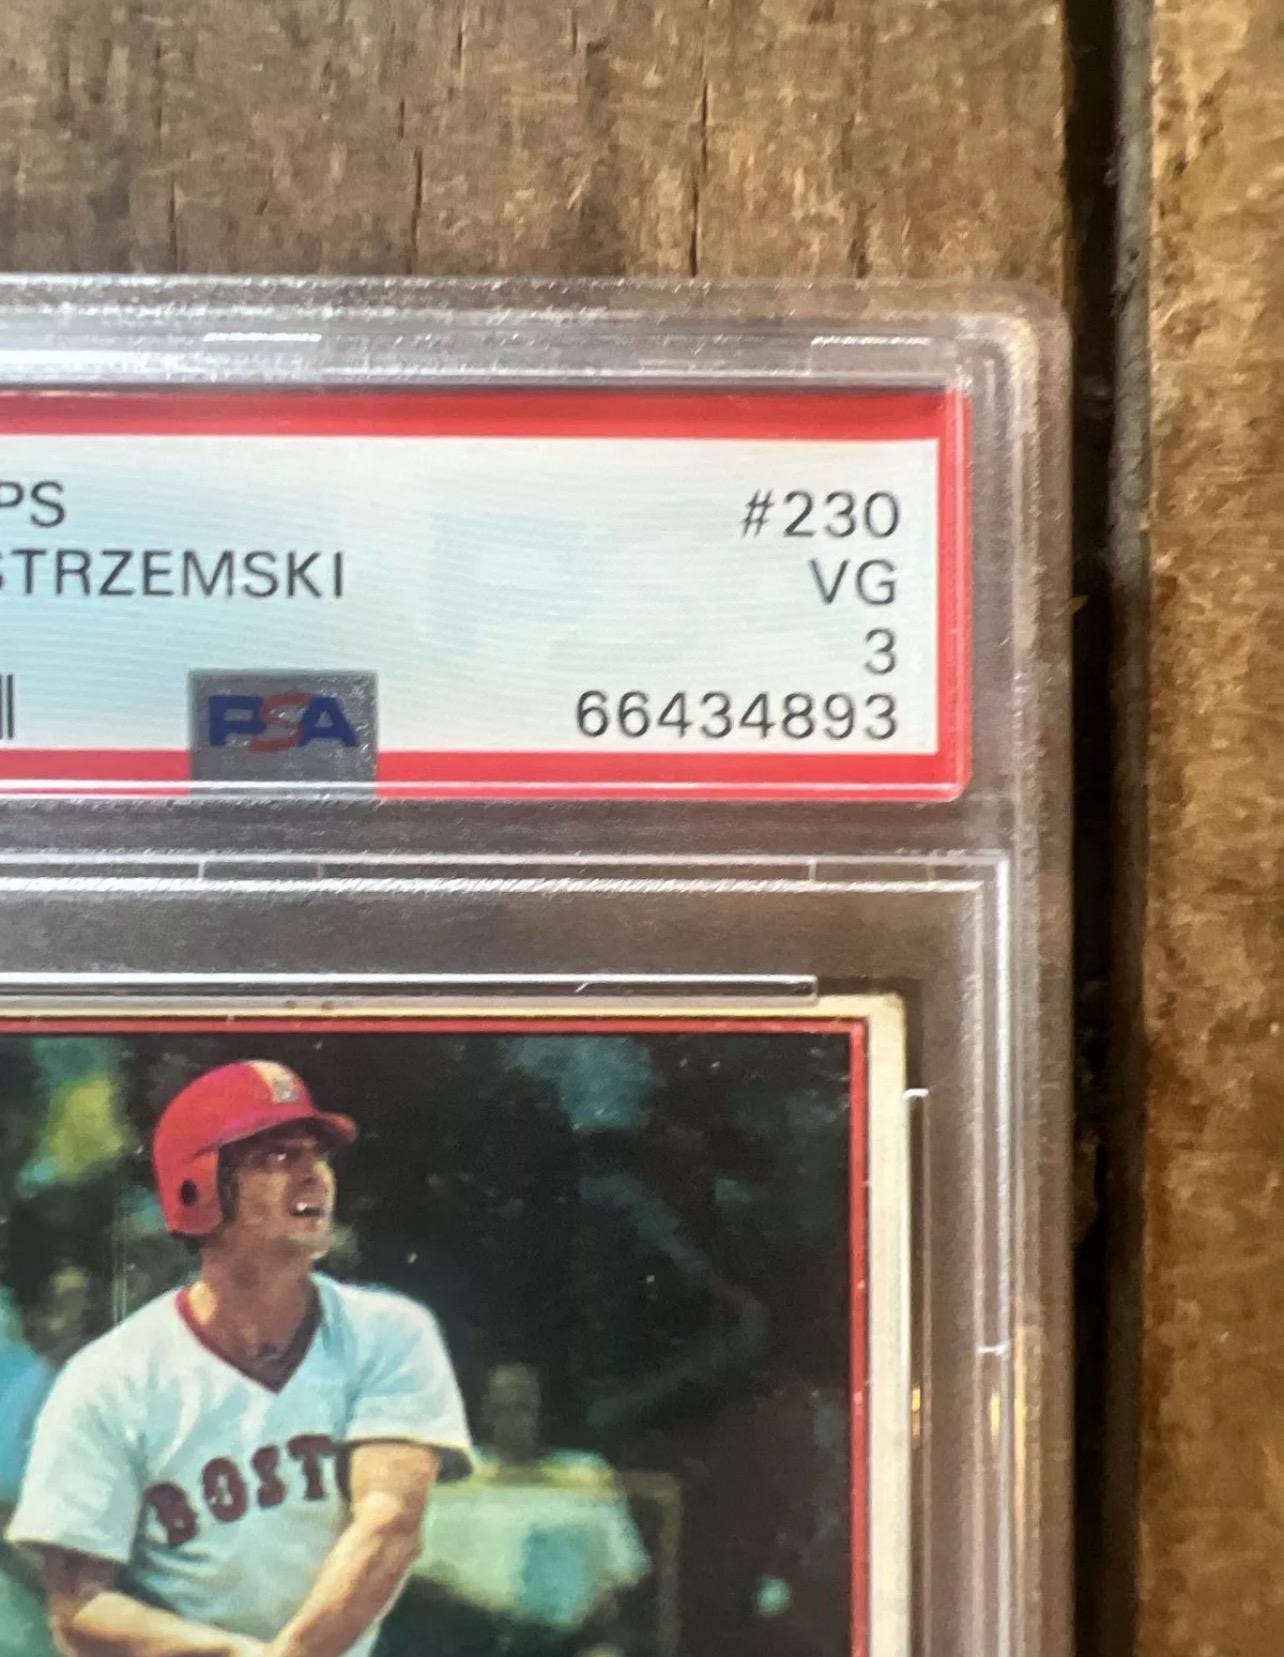 PS
#230
STRZEMSKI
VG
3
PSA
66434893
BOST